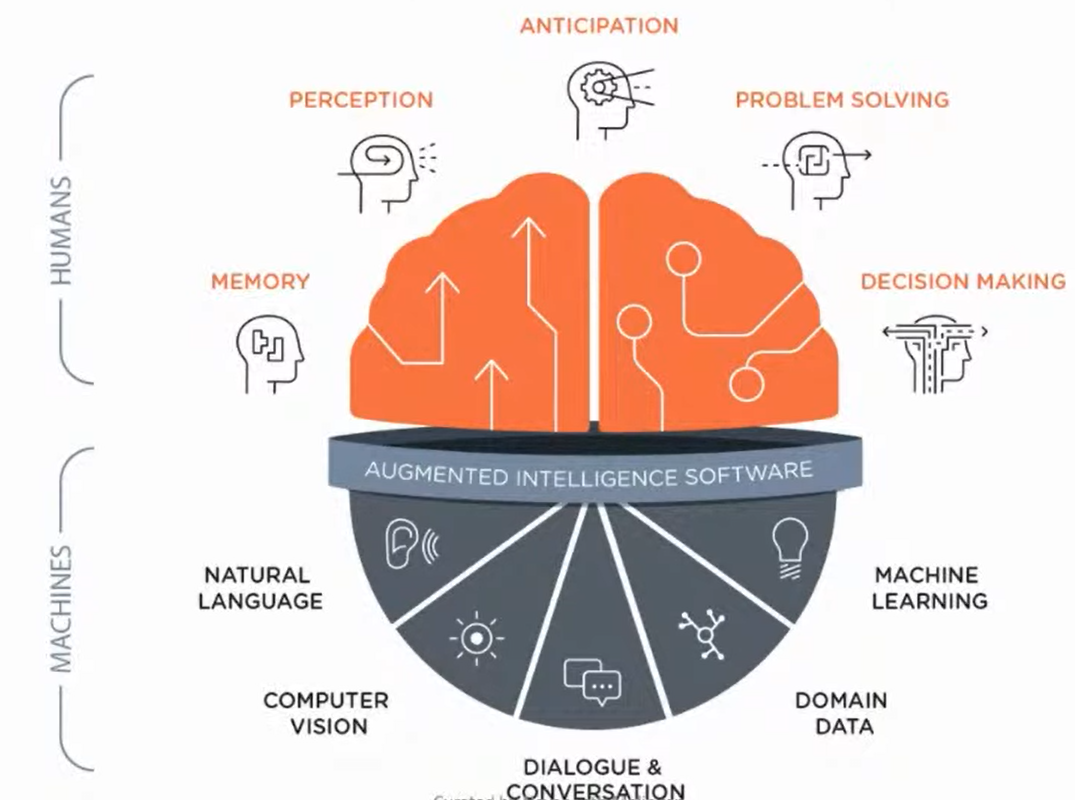 ANTICIPATION
PERCEPTION
PROBLEM SOLVING
HUMANS
MEMORY
DECISION MAKING
AUGMENTED INTELLIGENCE SOFTWARE
MACHINES
NATURAL
LANGUAGE
MACHINE
LEARNING
COMPUTER
VISION
DOMAIN
DATA
DIALOGUE &
CONVERSATION
Curated